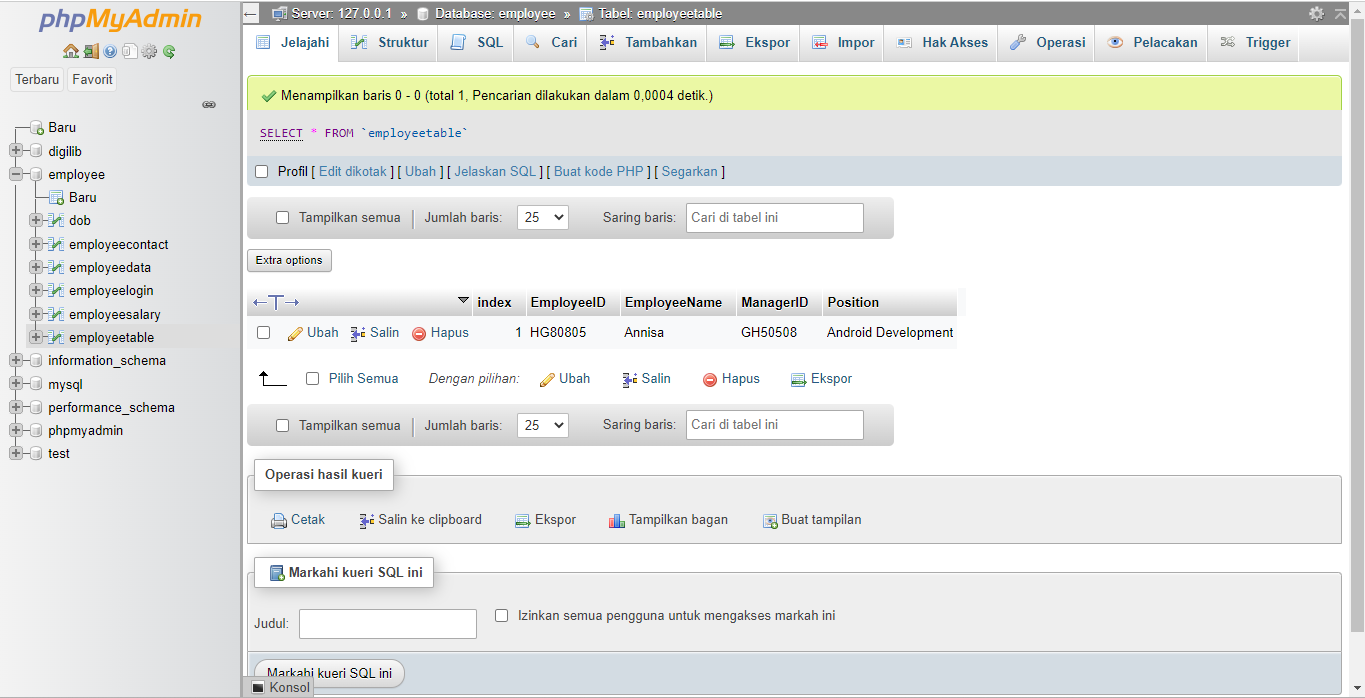 phpMyAdmin
Terbaru Favorit
Baru
digilib
employee
Baru
dob
employeecontact
employeedata
employeelogin
employeesalary
employeetable
information_schema
mysql
performance_schema
phpmyadmin
test
Server: 127.0.0.1 » Database: employee » Tabel: employeetable
Jelajahi Struktur SQL Cari Tambahkan Ekspor Impor Hak Akses Operasi Pelacakan Trigger
Menampilkan baris 0 - 0 (total 1, Pencarian dilakukan dalam 0,0004 detik.)
SELECT * FROM `employeetable`
Profil [ Edit dikotak ] [ Ubah ] [ Jelaskan SQL ] [ Buat kode PHP ] [ Segarkan ]
Tampilkan semua | Jumlah baris: 25 Saring baris: Cari di tabel ini
Extra options
←T→ index EmployeeID EmployeeName ManagerID Position
Ubah Salin Hapus 1 HG80805 Annisa GH50508 Android Development
Pilih Semua Dengan pilihan: Ubah Salin Hapus Ekspor
Tampilkan semua | Jumlah baris: 25 Saring baris: Cari di tabel ini
Operasi hasil kueri
Cetak Salin ke clipboard Ekspor Tampilkan bagan Buat tampilan
Markahi kueri SQL ini
Judul: Izinkan semua pengguna untuk mengakses markah ini
Markahi kueri SQL ini
Konsol